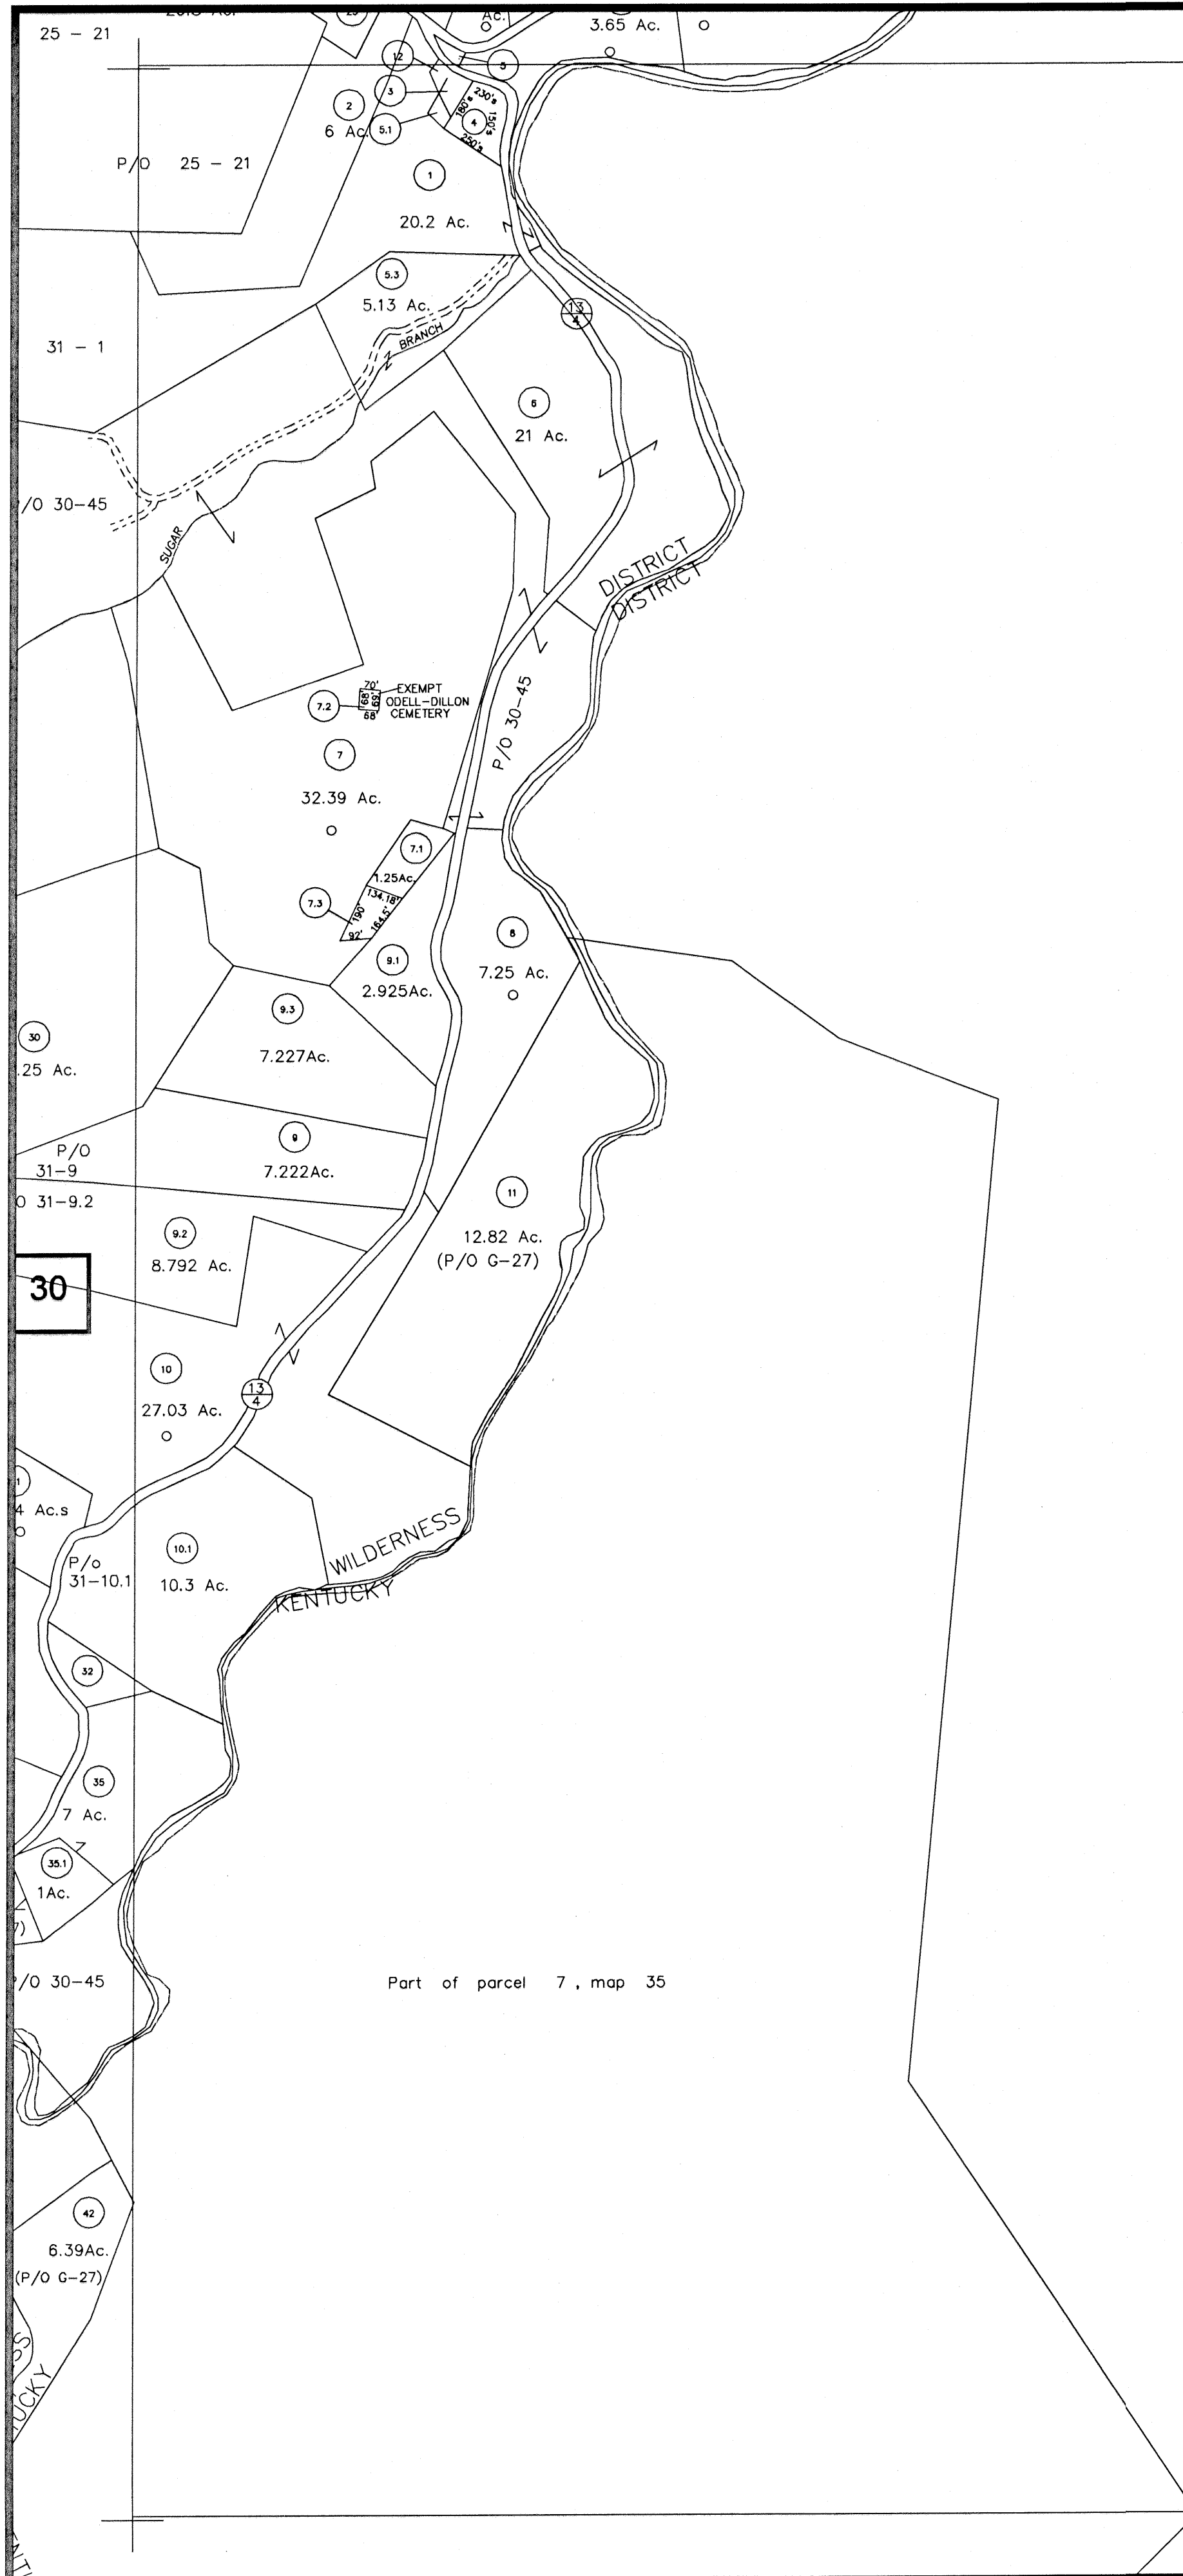 25 - 21
Ac.
3.65 Ac.
12
5
3
2
6 Ac.
5.1
230's
180's
4
150's
250's
P/O 25 - 21
1
20.2 Ac.
5.3
5.13 Ac.
13
4
31 - 1
BRANCH
6
21 Ac.
/O 30-45
SUGAR
DISTRICT
DISTRICT
7.2
70'
68'
69'
68'
EXEMPT
ODELL-DILLON
CEMETERY
P/O 30-45
7
32.39 Ac.
7.1
1.25Ac.
134.18'
7.3
190'
164.5'
92'
8
7.25 Ac.
9.1
2.925Ac.
9.3
7.227Ac.
30
.25 Ac.
P/O
31-9
9
7.222Ac.
O 31-9.2
11
12.82 Ac.
(P/O G-27)
9.2
8.792 Ac.
30
10
27.03 Ac.
13
4
1
4 Ac.s
WILDERNESS
KENTUCKY
P/o
31-10.1
10.1
10.3 Ac.
32
35
7 Ac.
35.1
1Ac.
7)
/O 30-45
Part of parcel 7 , map 35
42
6.39Ac.
(P/O G-27)
SS
UCKY